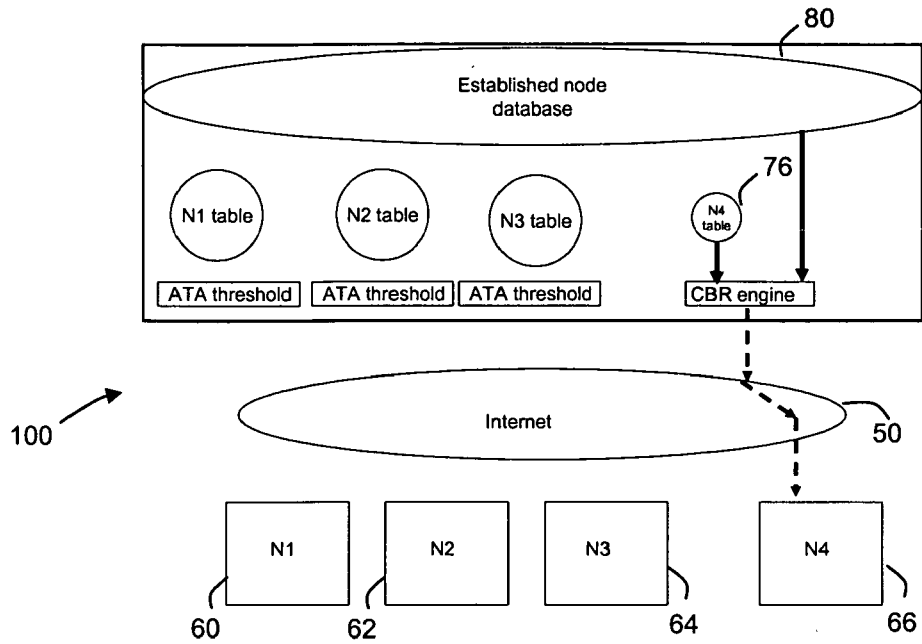 80
Established node
database
76
N1 table
N2 table
N3 table
N4
table
ATA threshold
ATA threshold
ATA threshold
CBR engine
100
Internet
50
N1
N2
N3
N4
60
62
64
66